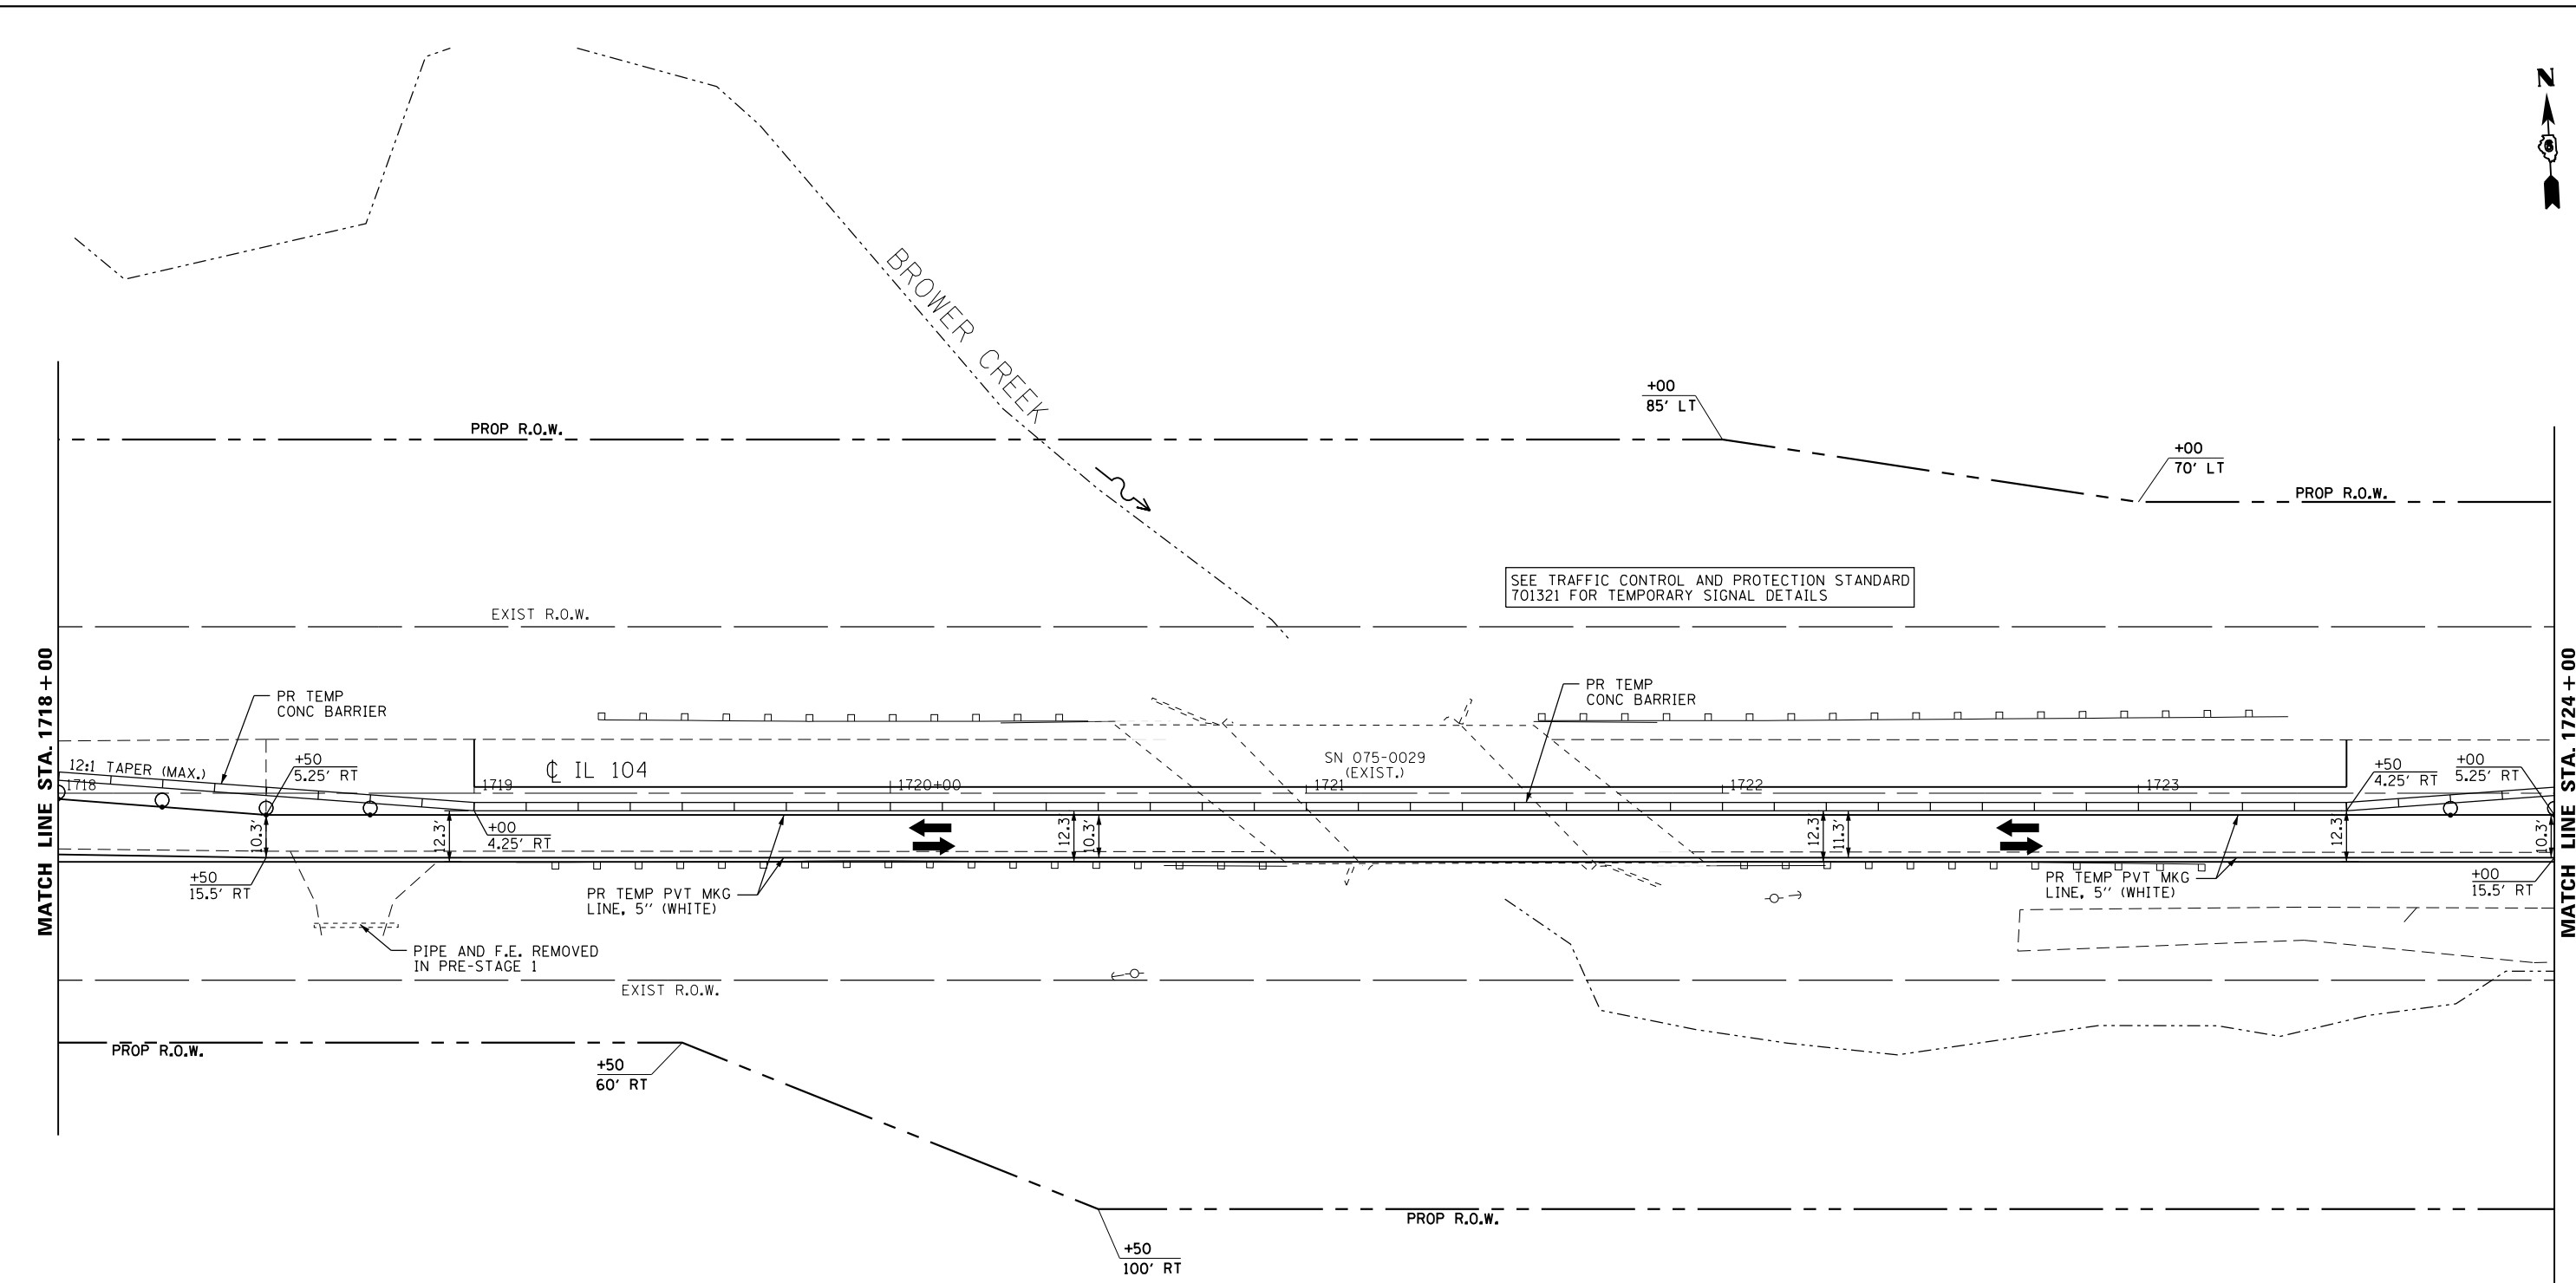 N
6
BROWER CREEK
+00
85' LT
PROP R.O.W.
+00
70' LT
PROP R.O.W.
SEE TRAFFIC CONTROL AND PROTECTION STANDARD
701321 FOR TEMPORARY SIGNAL DETAILS
EXIST R.O.W.
MATCH LINE STA. 1718+00
MATCH LINE STA. 1724+00
PR TEMP
CONC BARRIER
PR TEMP
CONC BARRIER
12:1 TAPER (MAX.)
+50
5.25' RT
℄ IL 104
SN 075-0029
(EXIST.)
+50
4.25' RT
+00
5.25' RT
1718
1719
1720+00
1721
1722
1723
+00
4.25' RT
10.3'
12.3'
12.3'
10.3'
12.3'
11.3'
12.3'
10.3'
+50
15.5' RT
PR TEMP PVT MKG
LINE, 5'' (WHITE)
PR TEMP PVT MKG
LINE, 5'' (WHITE)
+00
15.5' RT
PIPE AND F.E. REMOVED
IN PRE-STAGE 1
EXIST R.O.W.
PROP R.O.W.
+50
60' RT
PROP R.O.W.
+50
100' RT